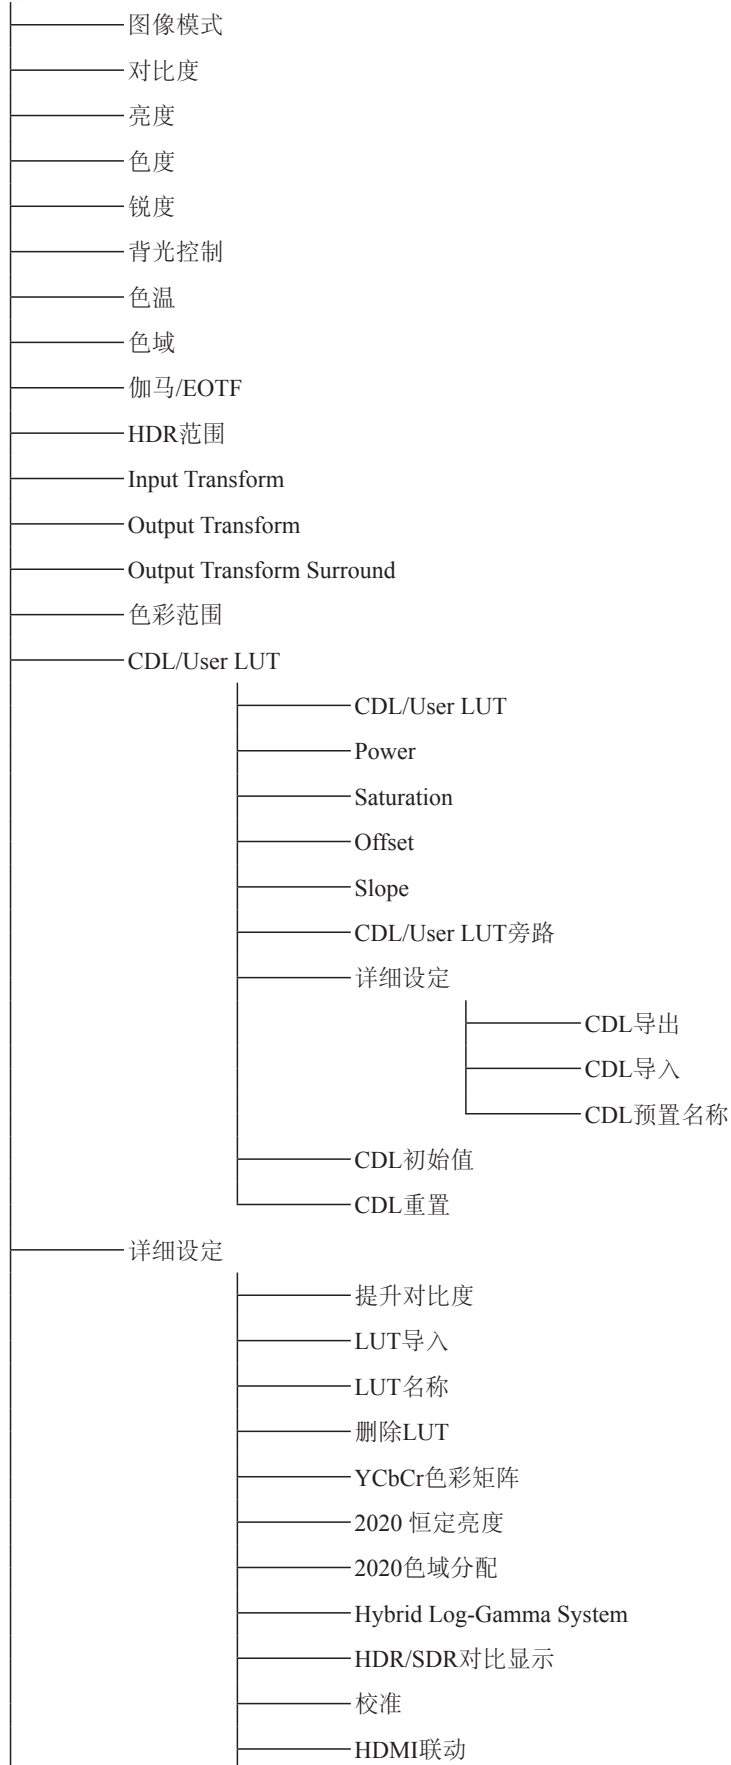 图像模式
对比度
亮度
色度
锐度
背光控制
色温
色域
伽马/EOTF
HDR范围
Input Transform
Output Transform
Output Transform Surround
色彩范围
CDL/User LUT
CDL/User LUT
Power
Saturation
Offset
Slope
CDL/User LUT旁路
详细设定
CDL导出
CDL导入
CDL预置名称
CDL初始值
CDL重置
详细设定
提升对比度
LUT导入
LUT名称
删除LUT
YCbCr色彩矩阵
2020 恒定亮度
2020色域分配
Hybrid Log-Gamma System
HDR/SDR对比显示
校准
HDMI联动